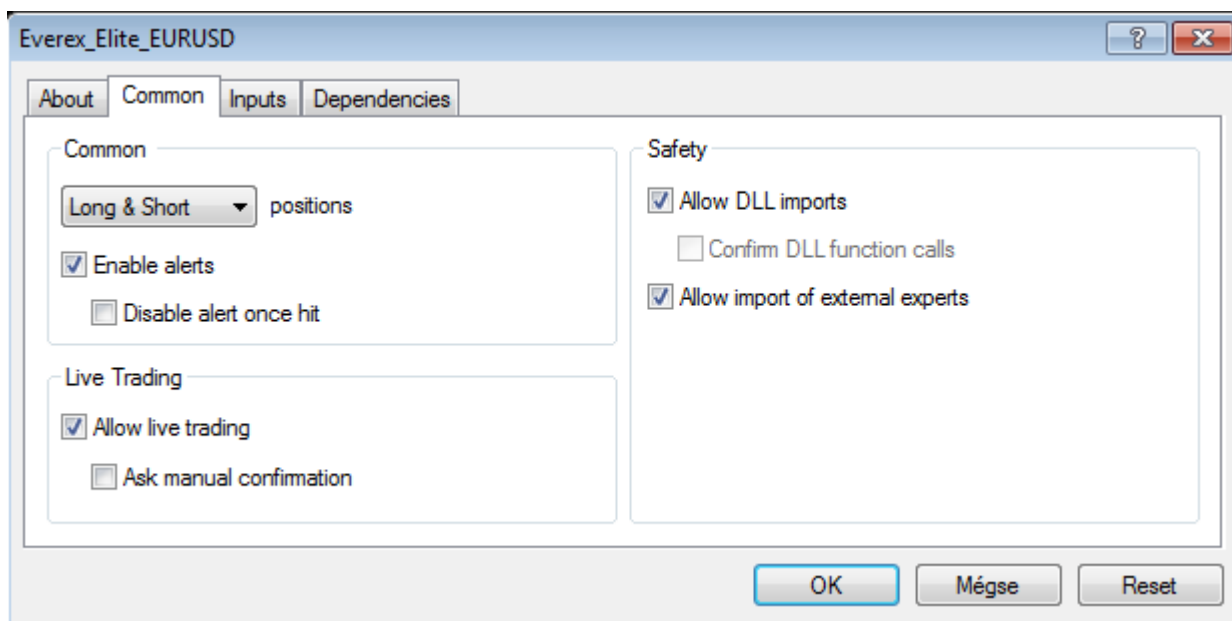 Everex_Elite_EURUSD
About Common Inputs Dependencies
Common
Long & Short positions
Enable alerts
Disable alert once hit
Live Trading
Allow live trading
Ask manual confirmation
Safety
Allow DLL imports
Confirm DLL function calls
Allow import of external experts
OK Mégse Reset